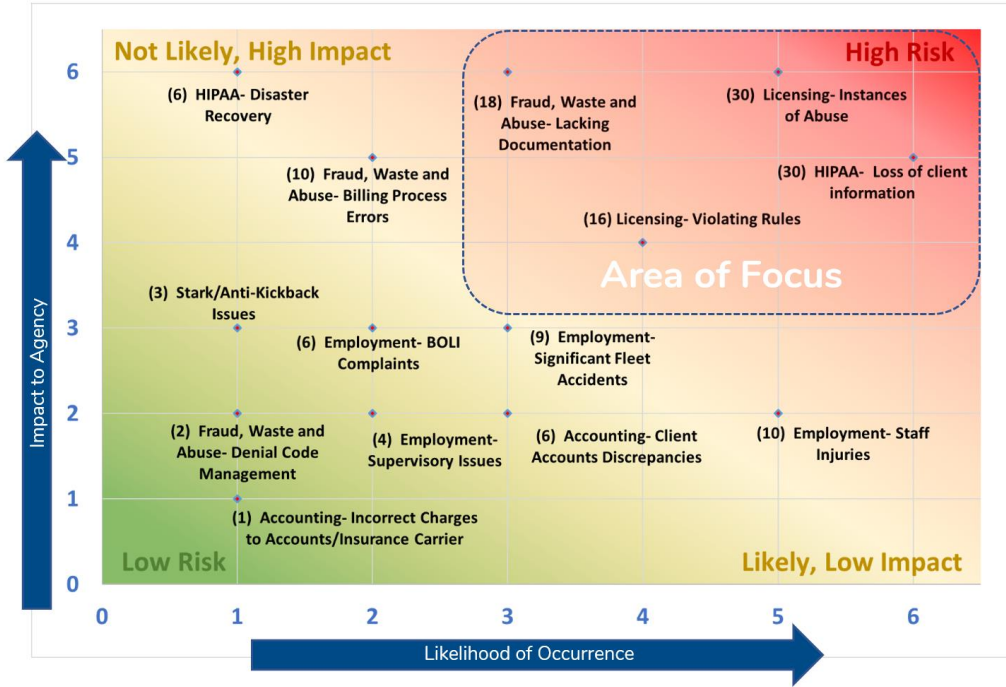 Not Likely, High Impact
High Risk
6
(6) HIPAA- Disaster
Recovery
(18) Fraud, Waste and
Abuse- Lacking
Documentation
(30) Licensing- Instances
of Abuse
5
(10) Fraud, Waste and
Abuse- Billing Process
Errors
(30) HIPAA- Loss of client
information
(16) Licensing- Violating Rules
4
Area of Focus
(3) Stark/Anti-Kickback
Issues
3
(6) Employment- BOLI
Complaints
(9) Employment-
Significant Fleet
Accidents
Impact to Agency
2
(2) Fraud, Waste and
Abuse- Denial Code
Management
(4) Employment-
Supervisory Issues
(6) Accounting- Client
Accounts Discrepancies
(10) Employment- Staff
Injuries
1
(1) Accounting- Incorrect Charges
to Accounts/Insurance Carrier
Low Risk
Likely, Low Impact
0
0 1 2 3 4 5 6
Likelihood of Occurrence